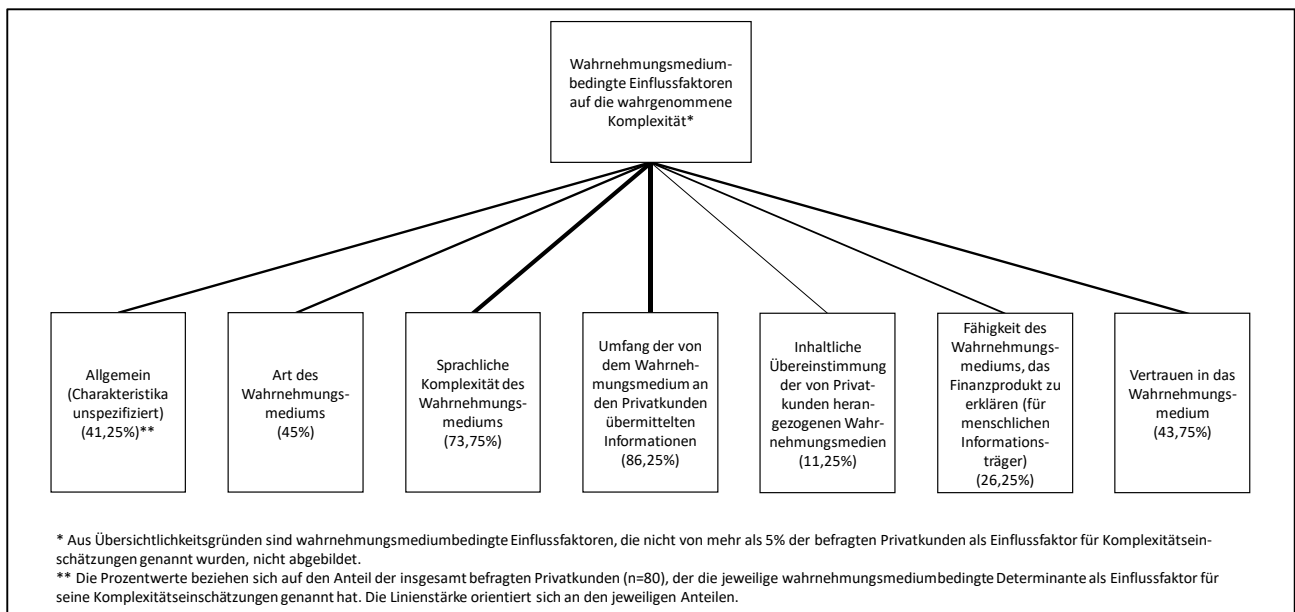 Wahrnehmungsmedium-
bedingte Einflussfaktoren
auf die wahrgenommene
Komplexität*
Allgemein
(Charakteristika
unspezifiziert)
(41,25%)**
Art des
Wahrnehmungs-
mediums
(45%)
Sprachliche
Komplexität des
Wahrnehmungs-
mediums
(73,75%)
Umfang der von
dem Wahrneh-
mungsmedium an
den Privatkunden
übermittelten
Informationen
(86,25%)
Inhaltliche
Übereinstimmung
der von Privat-
kunden heran-
gezogenen Wahr-
nehmungsmedien
(11,25%)
Fähigkeit des
Wahrnehmungs-
mediums, das
Finanzprodukt zu
erklären (für
menschlichen
Informations-
träger)
(26,25%)
Vertrauen in das
Wahrnehmungs-
medium
(43,75%)
* Aus Übersichtlichkeitsgründen sind wahrnehmungsmediumbedingte Einflussfaktoren, die nicht von mehr als 5% der befragten Privatkunden als Einflussfaktor für Komplexitätsein-
schätzungen genannt wurden, nicht abgebildet.
** Die Prozentwerte beziehen sich auf den Anteil der insgesamt befragten Privatkunden (n=80), der die jeweilige wahrnehmungsmediumbedingte Determinante als Einflussfaktor für
seine Komplexitätseinschätzungen genannt hat. Die Linienstärke orientiert sich an den jeweiligen Anteilen.